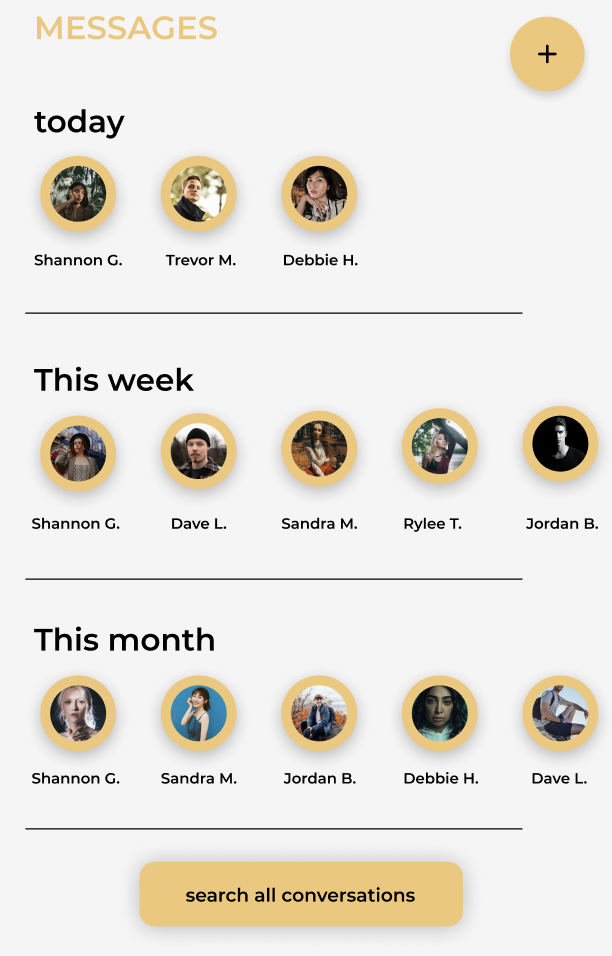 MESSAGES
+
today
Shannon G. Trevor M. Debbie H.
This week
Shannon G. Dave L. Sandra M. Rylee T. Jordan B.
This month
Shannon G. Sandra M. Jordan B. Debbie H. Dave L.
search all conversations